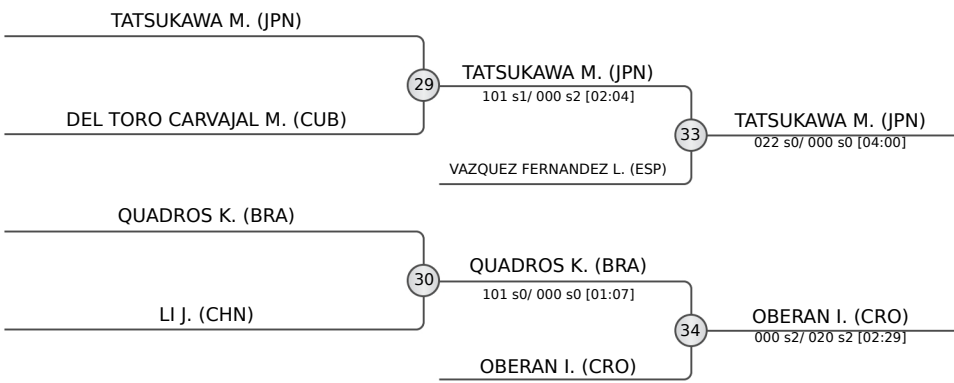 TATSUKAWA M. (JPN)
29
DEL TORO CARVAJAL M. (CUB)
TATSUKAWA M. (JPN)
101 s1/ 000 s2 [02:04]
33
VAZQUEZ FERNANDEZ L. (ESP)
TATSUKAWA M. (JPN)
022 s0/ 000 s0 [04:00]
QUADROS K. (BRA)
30
LI J. (CHN)
QUADROS K. (BRA)
101 s0/ 000 s0 [01:07]
34
OBERAN I. (CRO)
OBERAN I. (CRO)
000 s2/ 020 s2 [02:29]